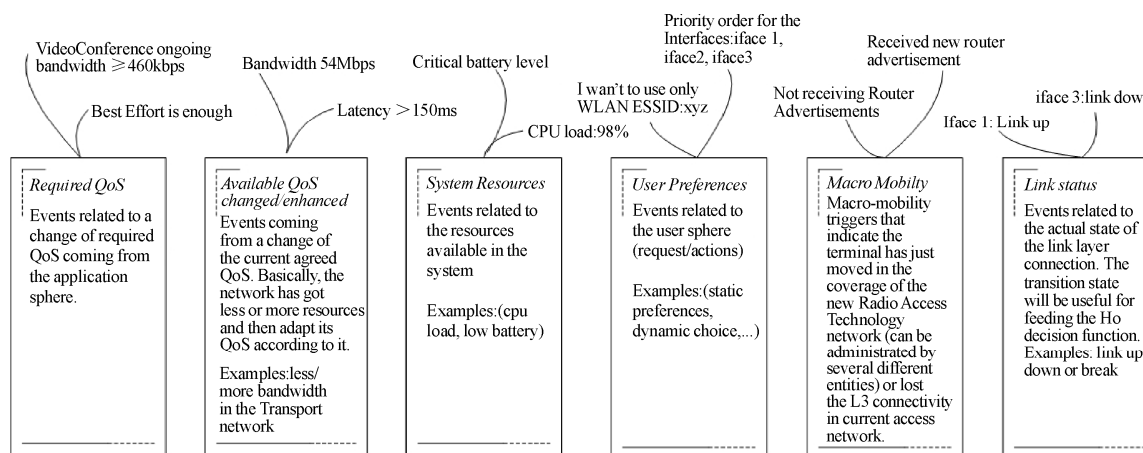 VideoConference ongoing
bandwidth ≥460kbps
Best Effort is enough
Bandwidth 54Mbps
Latency >150ms
Critical battery level
CPU load:98%
Priority order for the
Interfaces:iface 1,
iface2, iface3
I wan't to use only
WLAN ESSID:xyz
Received new router
advertisement
Not receiving Router
Advertisements
iface 3:link dow
Iface 1: Link up
Required QoS
Events related to a
change of required
QoS coming from
the application
sphere.
Available QoS
changed/enhanced
Events coming
from a change of
the current agreed
QoS. Basically, the
network has got
less or more resources
and then adapt its
QoS according to it.
Examples:less/
more bandwidth
in the Transport
network
System Resources
Events related to
the resources
available in the
system
Examples:(cpu
load, low battery)
User Preferences
Events related to
the user sphere
(request/actions)
Examples:(static
preferences,
dynamic choice,...)
Macro Mobilty
Macro-mobility
triggers that
indicate the
terminal has just
moved in the
coverage of the
new Radio Access
Technology
network (can be
administrated by
several different
entities) or lost
the L3 connectivity
in current access
network.
Link status
Events related to
the actual state of
the link layer
connection. The
transition state
will be useful for
feeding the Ho
decision function.
Examples: link up
down or break